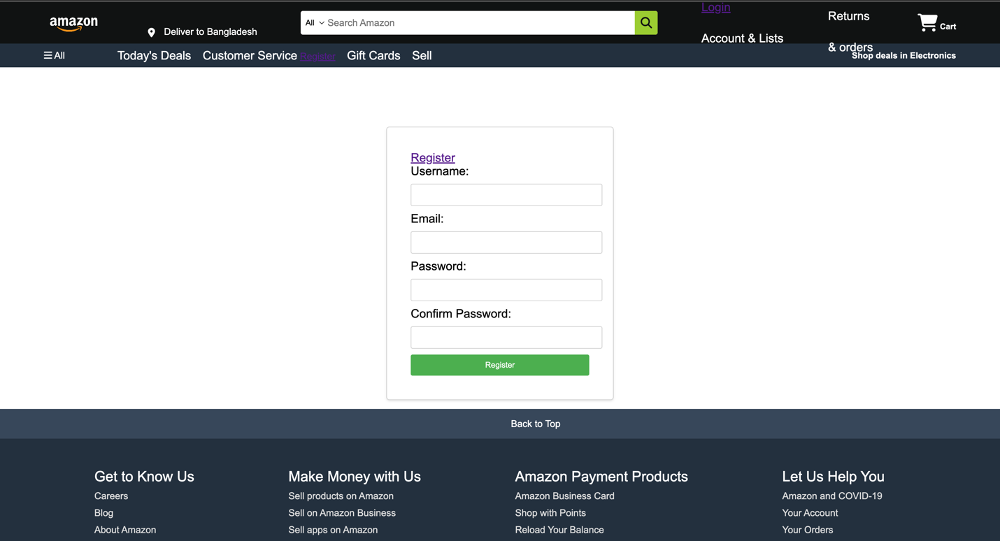 amazon
Deliver to Bangladesh
All
Search Amazon
Login
Account & Lists
Returns
& orders
Cart
All
Today's Deals
Customer Service
Register
Gift Cards
Sell
Shop deals in Electronics
Register
Username:
Email:
Password:
Confirm Password:
Register
Back to Top
Get to Know Us
Careers
Blog
About Amazon
Make Money with Us
Sell products on Amazon
Sell on Amazon Business
Sell apps on Amazon
Amazon Payment Products
Amazon Business Card
Shop with Points
Reload Your Balance
Let Us Help You
Amazon and COVID-19
Your Account
Your Orders